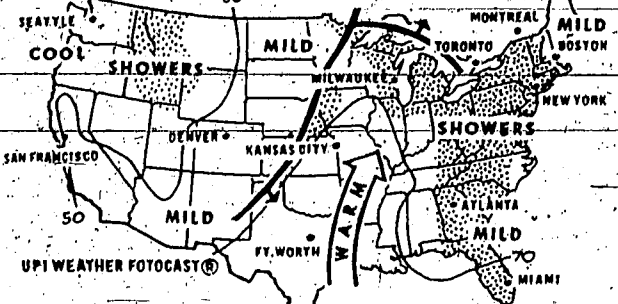 SEATTLE
MONTREAL
MILD
COOL
MILD
TORONTO
BOSTON
SHOWERS
MILWAUKEE
NEW YORK
DENVER
KANSAS CITY
SHOWERS
SAN FRANCISCO
WARM
50
MILD
ATLANTA
MILD
FT. WORTH
70
UPI WEATHER FOTOCAST®
MIAMI